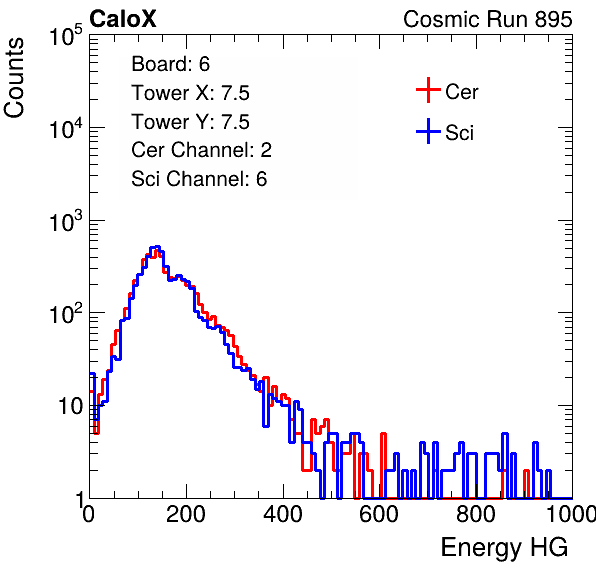 CaloX Cosmic Run 895
Counts
10^5
10^4
10^3
10^2
10
1
Board: 6
Tower X: 7.5
Tower Y: 7.5
Cer Channel: 2
Sci Channel: 6
Cer
Sci
0 200 400 600 800 1000
Energy HG